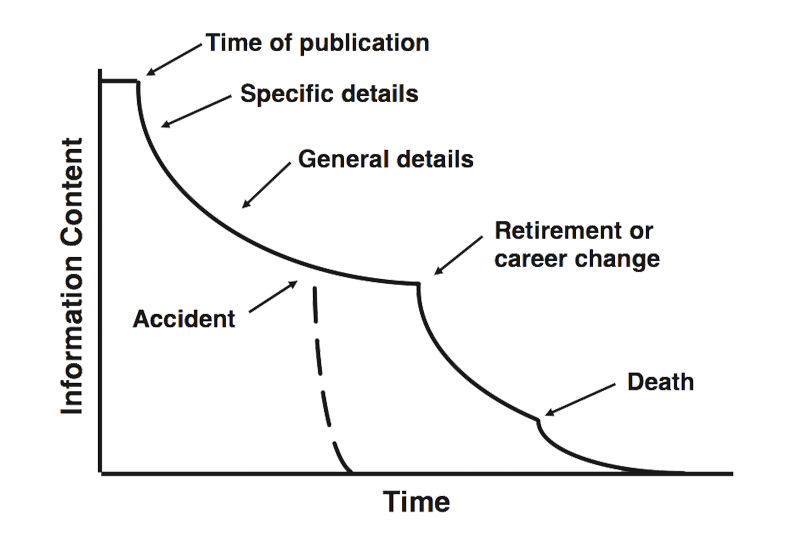 Time of publication
Specific details
General details
Retirement or
career change
Accident
Death
Information Content
Time